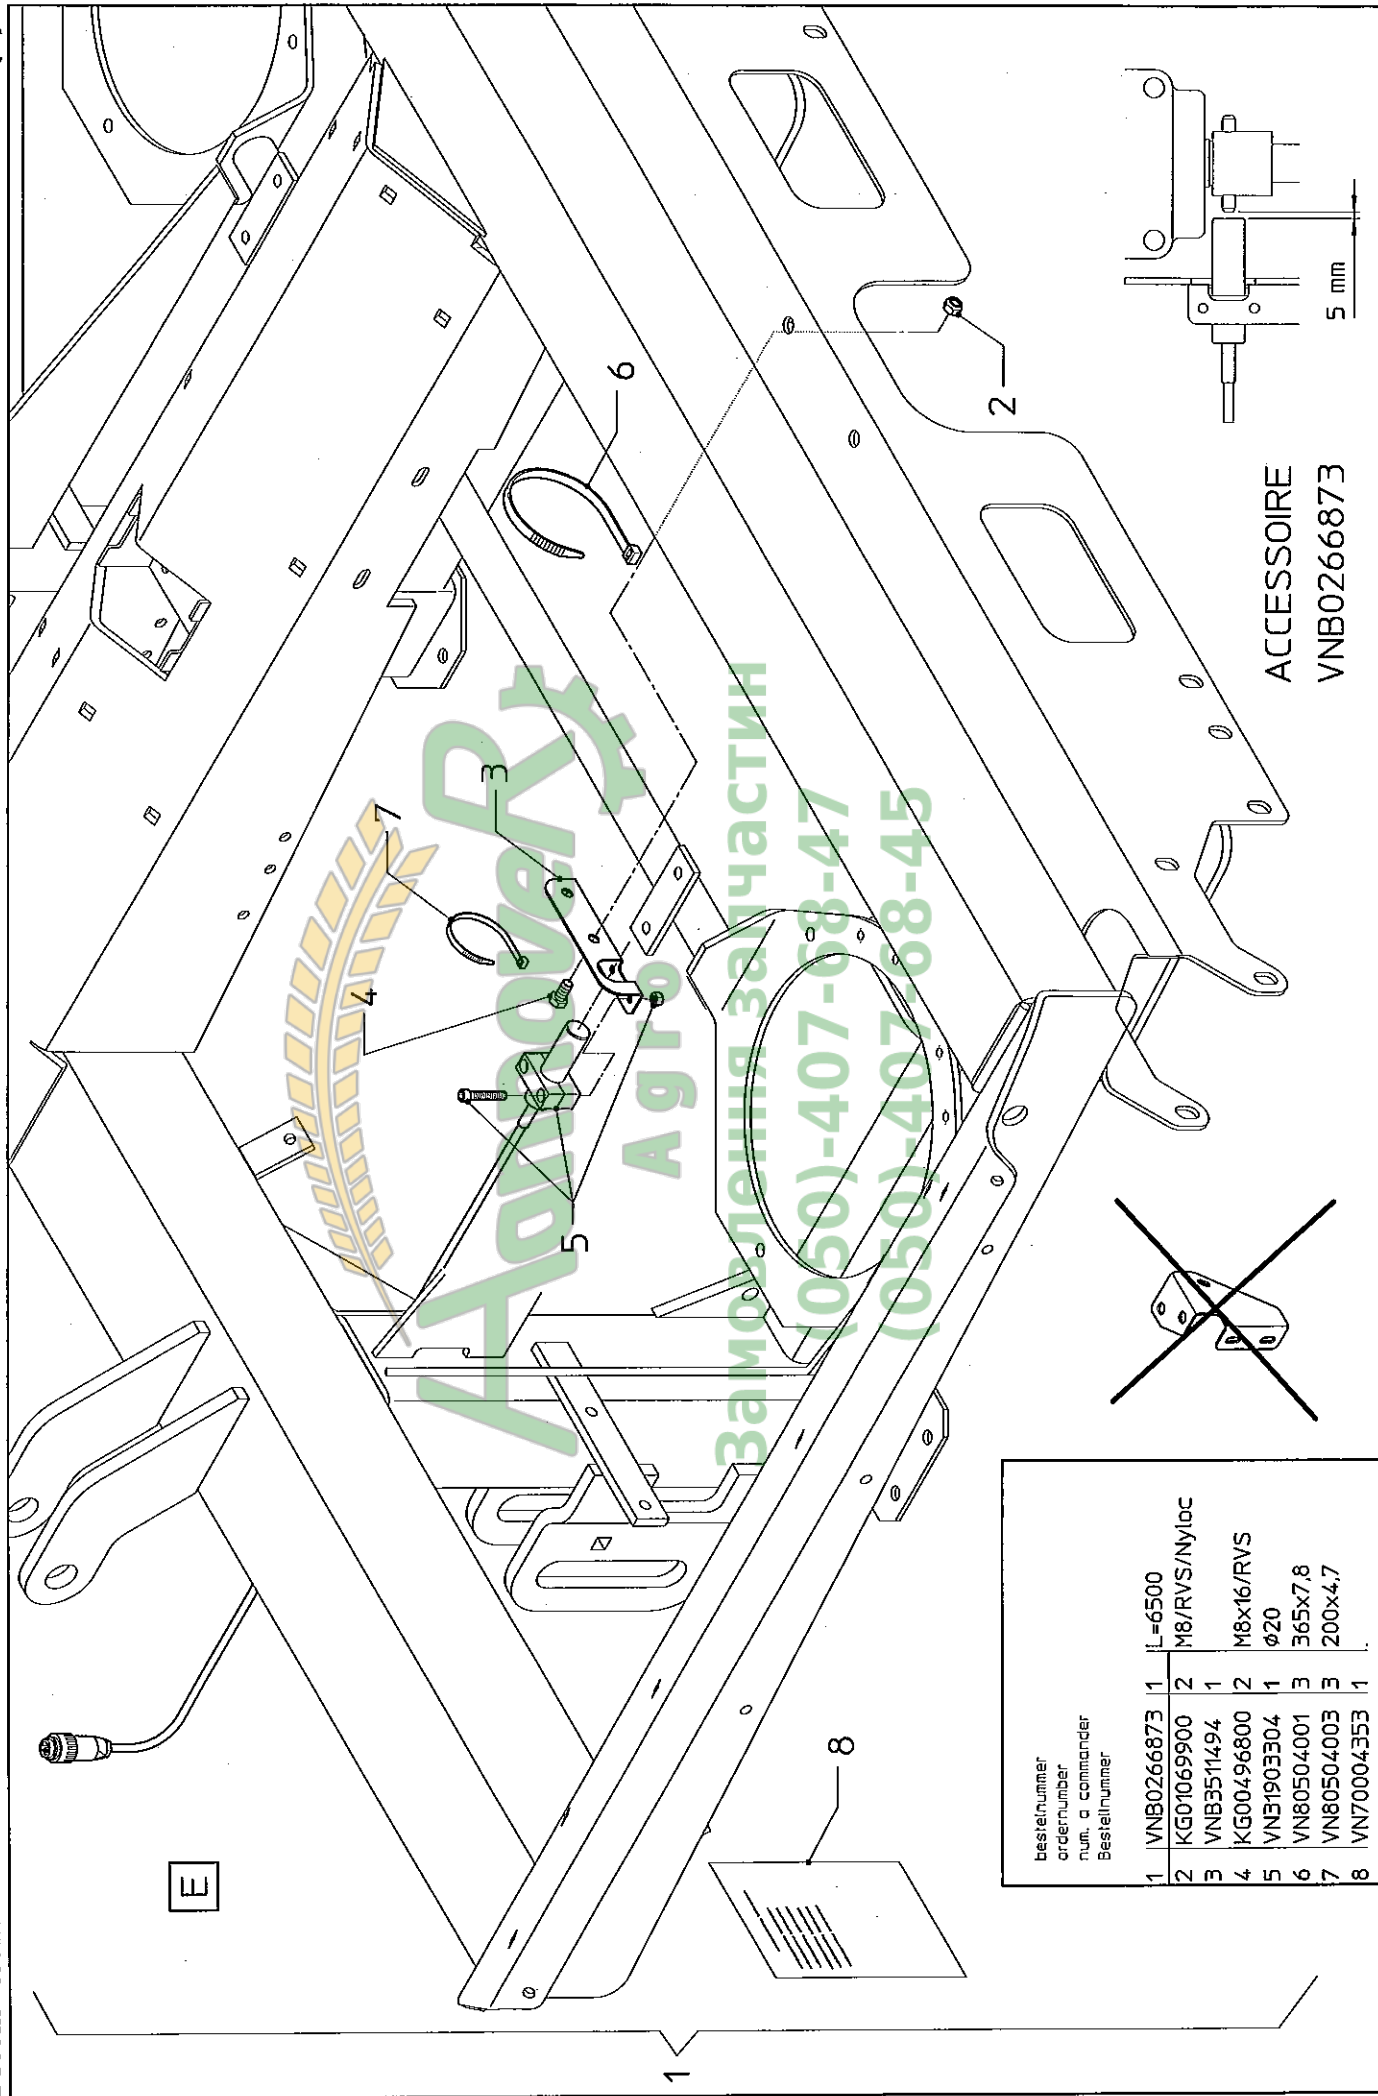 E
1
2
3
4
5
6
7
8
5 mm
ACCESSOIRE
VNB0266873
bestelnummer
ordernumber
num. a commander
Bestellnummer
1 VNB0266873 1 L=6500
2 KG01069900 2 M8/RVS/Nyloc
3 VNB3511494 1
4 KG00496800 2 M8x16/RVS
5 VN31903304 1 ϕ20
6 VN80504001 3 365x7,8
7 VN80504003 3 200x4,7
8 VN70004353 1
AgropoweR
Agro
Замовлення запчастин
(050)-407-68-47
(050)-407-68-45